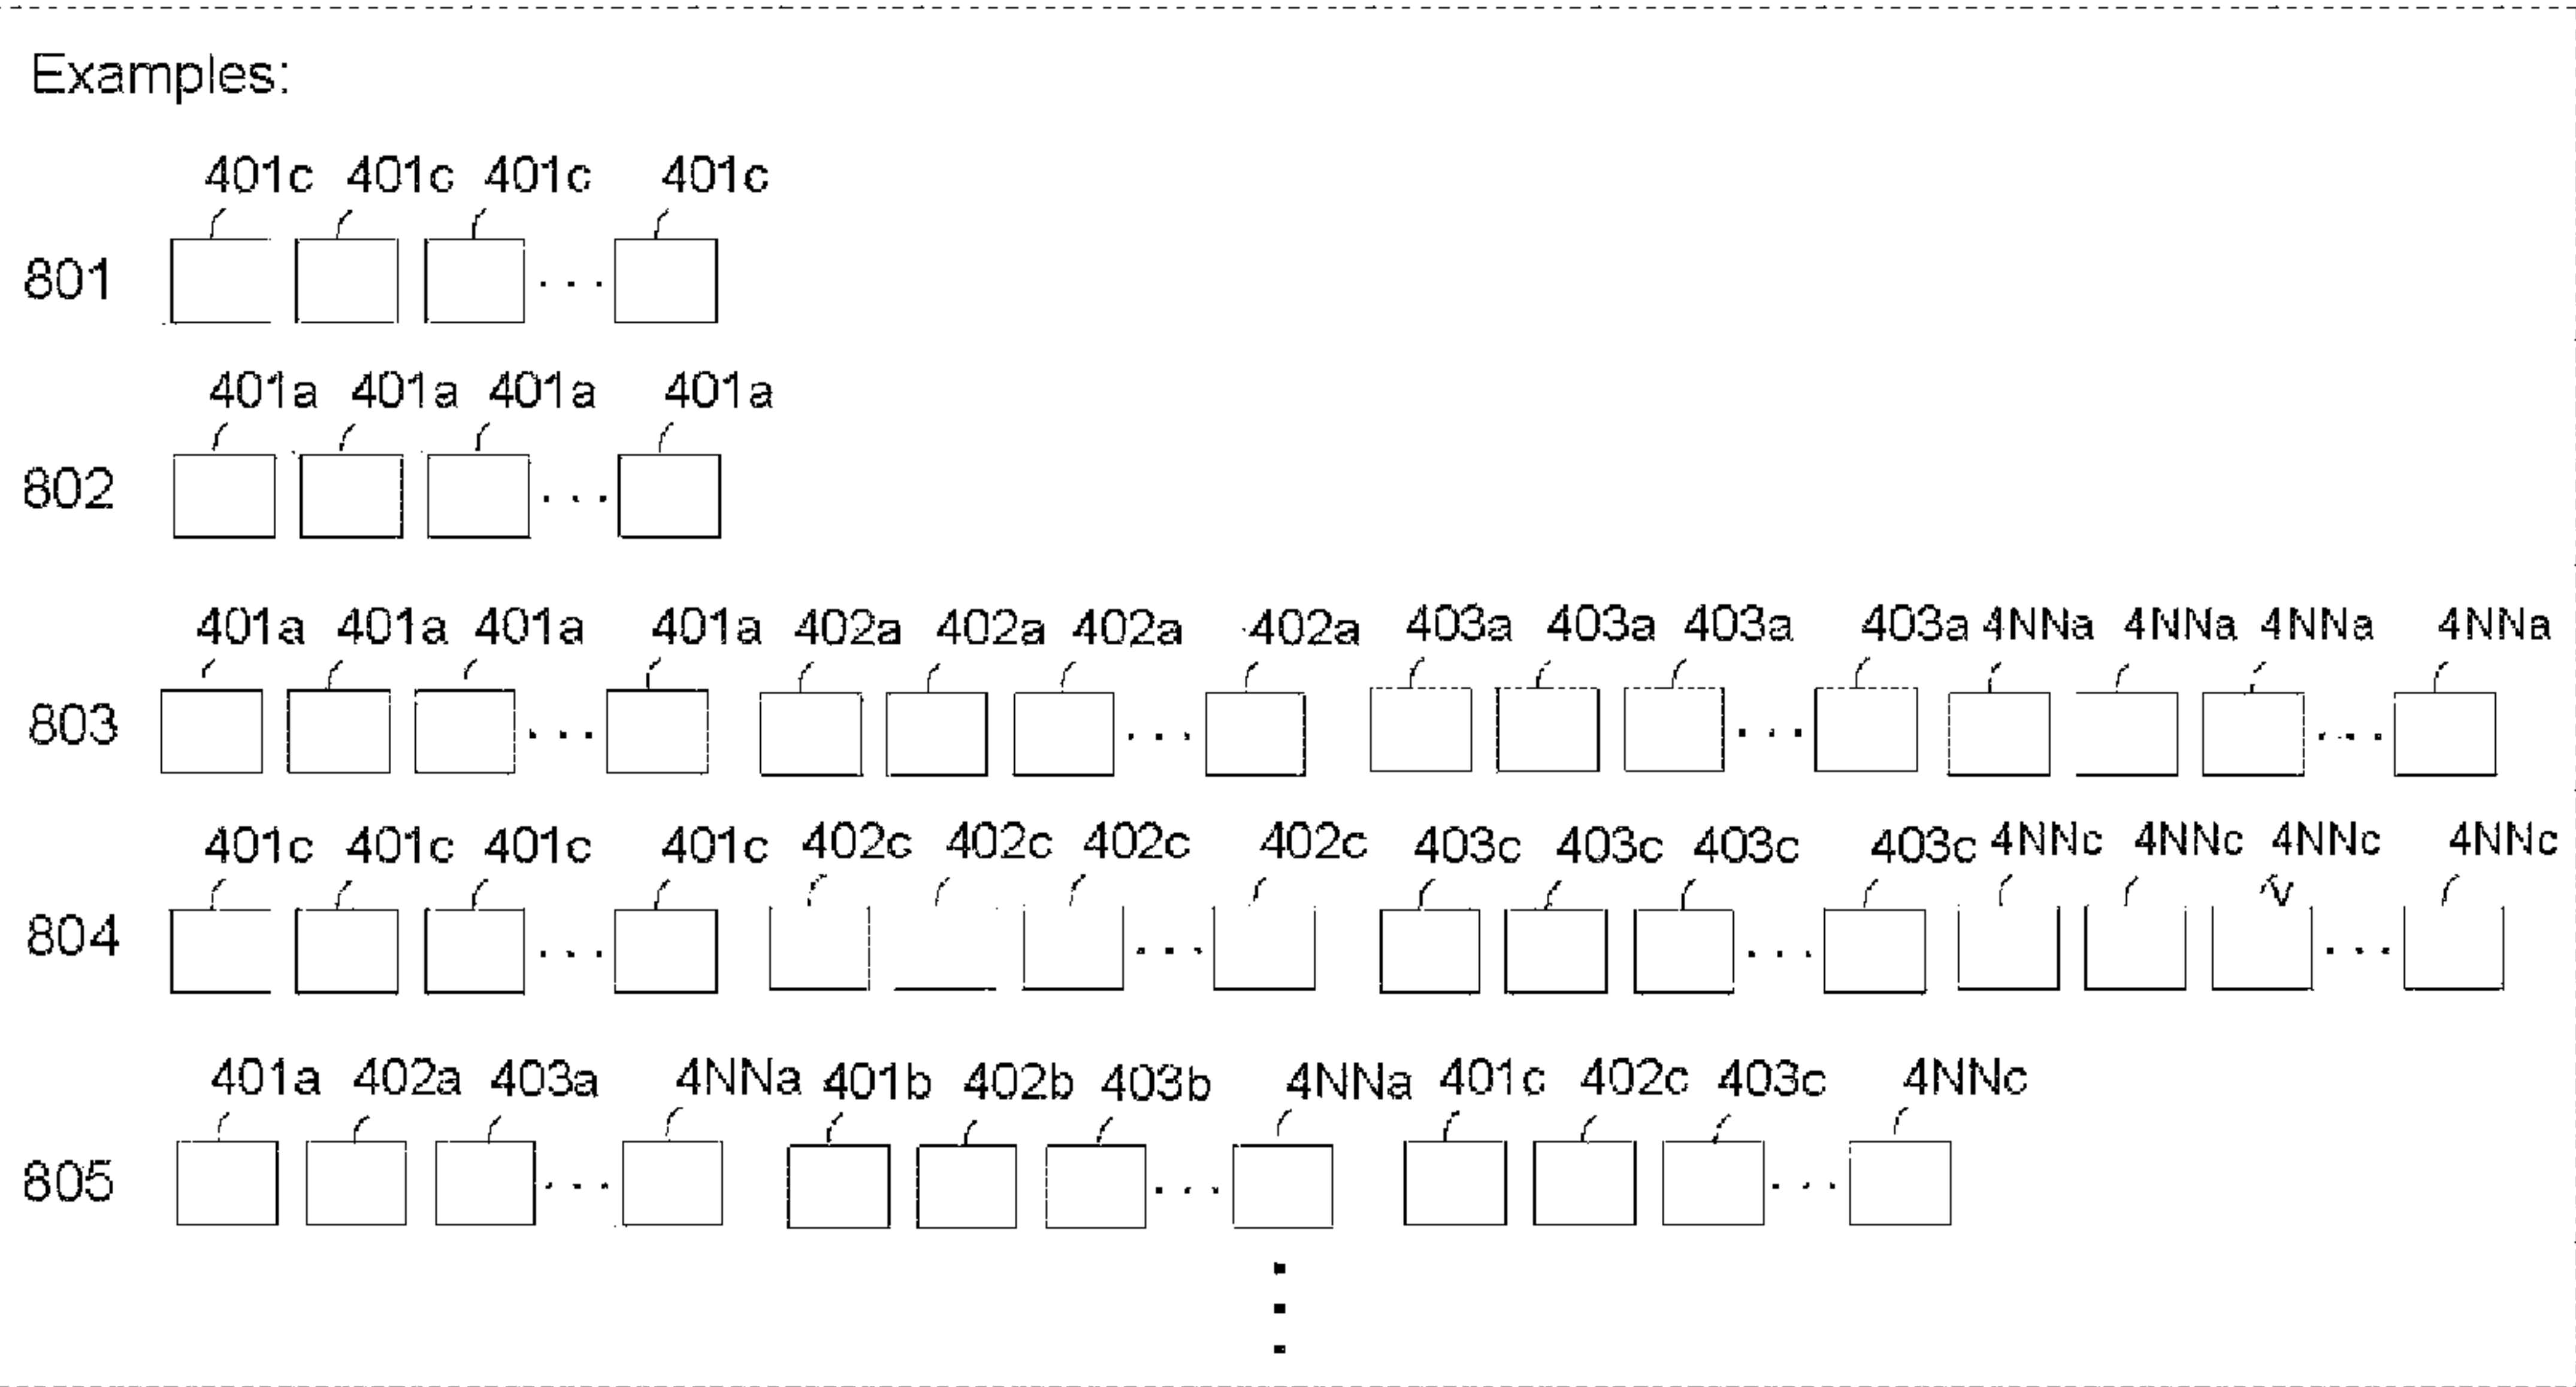 Examples:
401c 401c 401c 401c
801 ... 
401a 401a 401a 401a
802 ...
401a 401a 401a 401a 402a 402a 402a 402a 403a 403a 403a 403a 4NNa 4NNa 4NNa 4NNa
803 ... ... ... ...
401c 401c 401c 401c 402c 402c 402c 402c 403c 403c 403c 403c 4NNc 4NNc 4NNc 4NNc
804 ... ... ... ...
401a 402a 403a 4NNa 401b 402b 403b 4NNa 401c 402c 403c 4NNc
805 ... ... ...